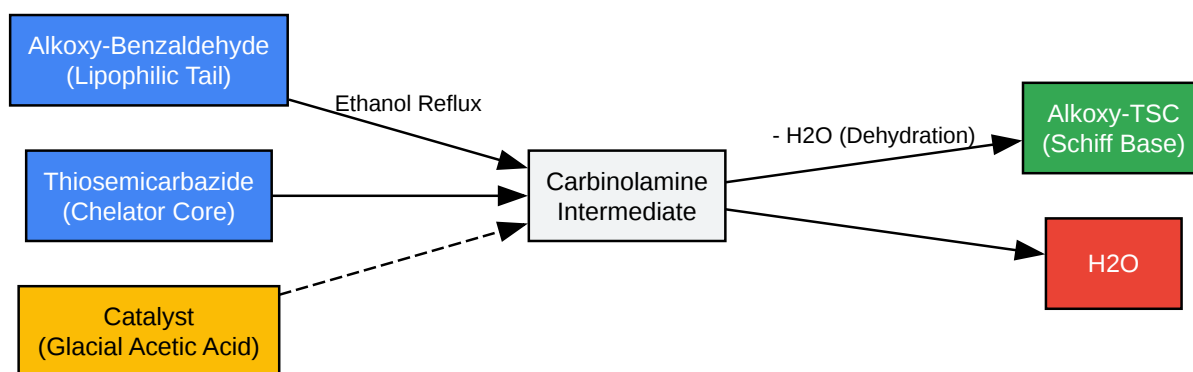 Alkoxy-Benzaldehyde
(Lipophilic Tail)
Ethanol Reflux
Thiosemicarbazide
(Chelator Core)
Catalyst
(Glacial Acetic Acid)
Carbinolamine
Intermediate
- H2O (Dehydration)
Alkoxy-TSC
(Schiff Base)
H2O